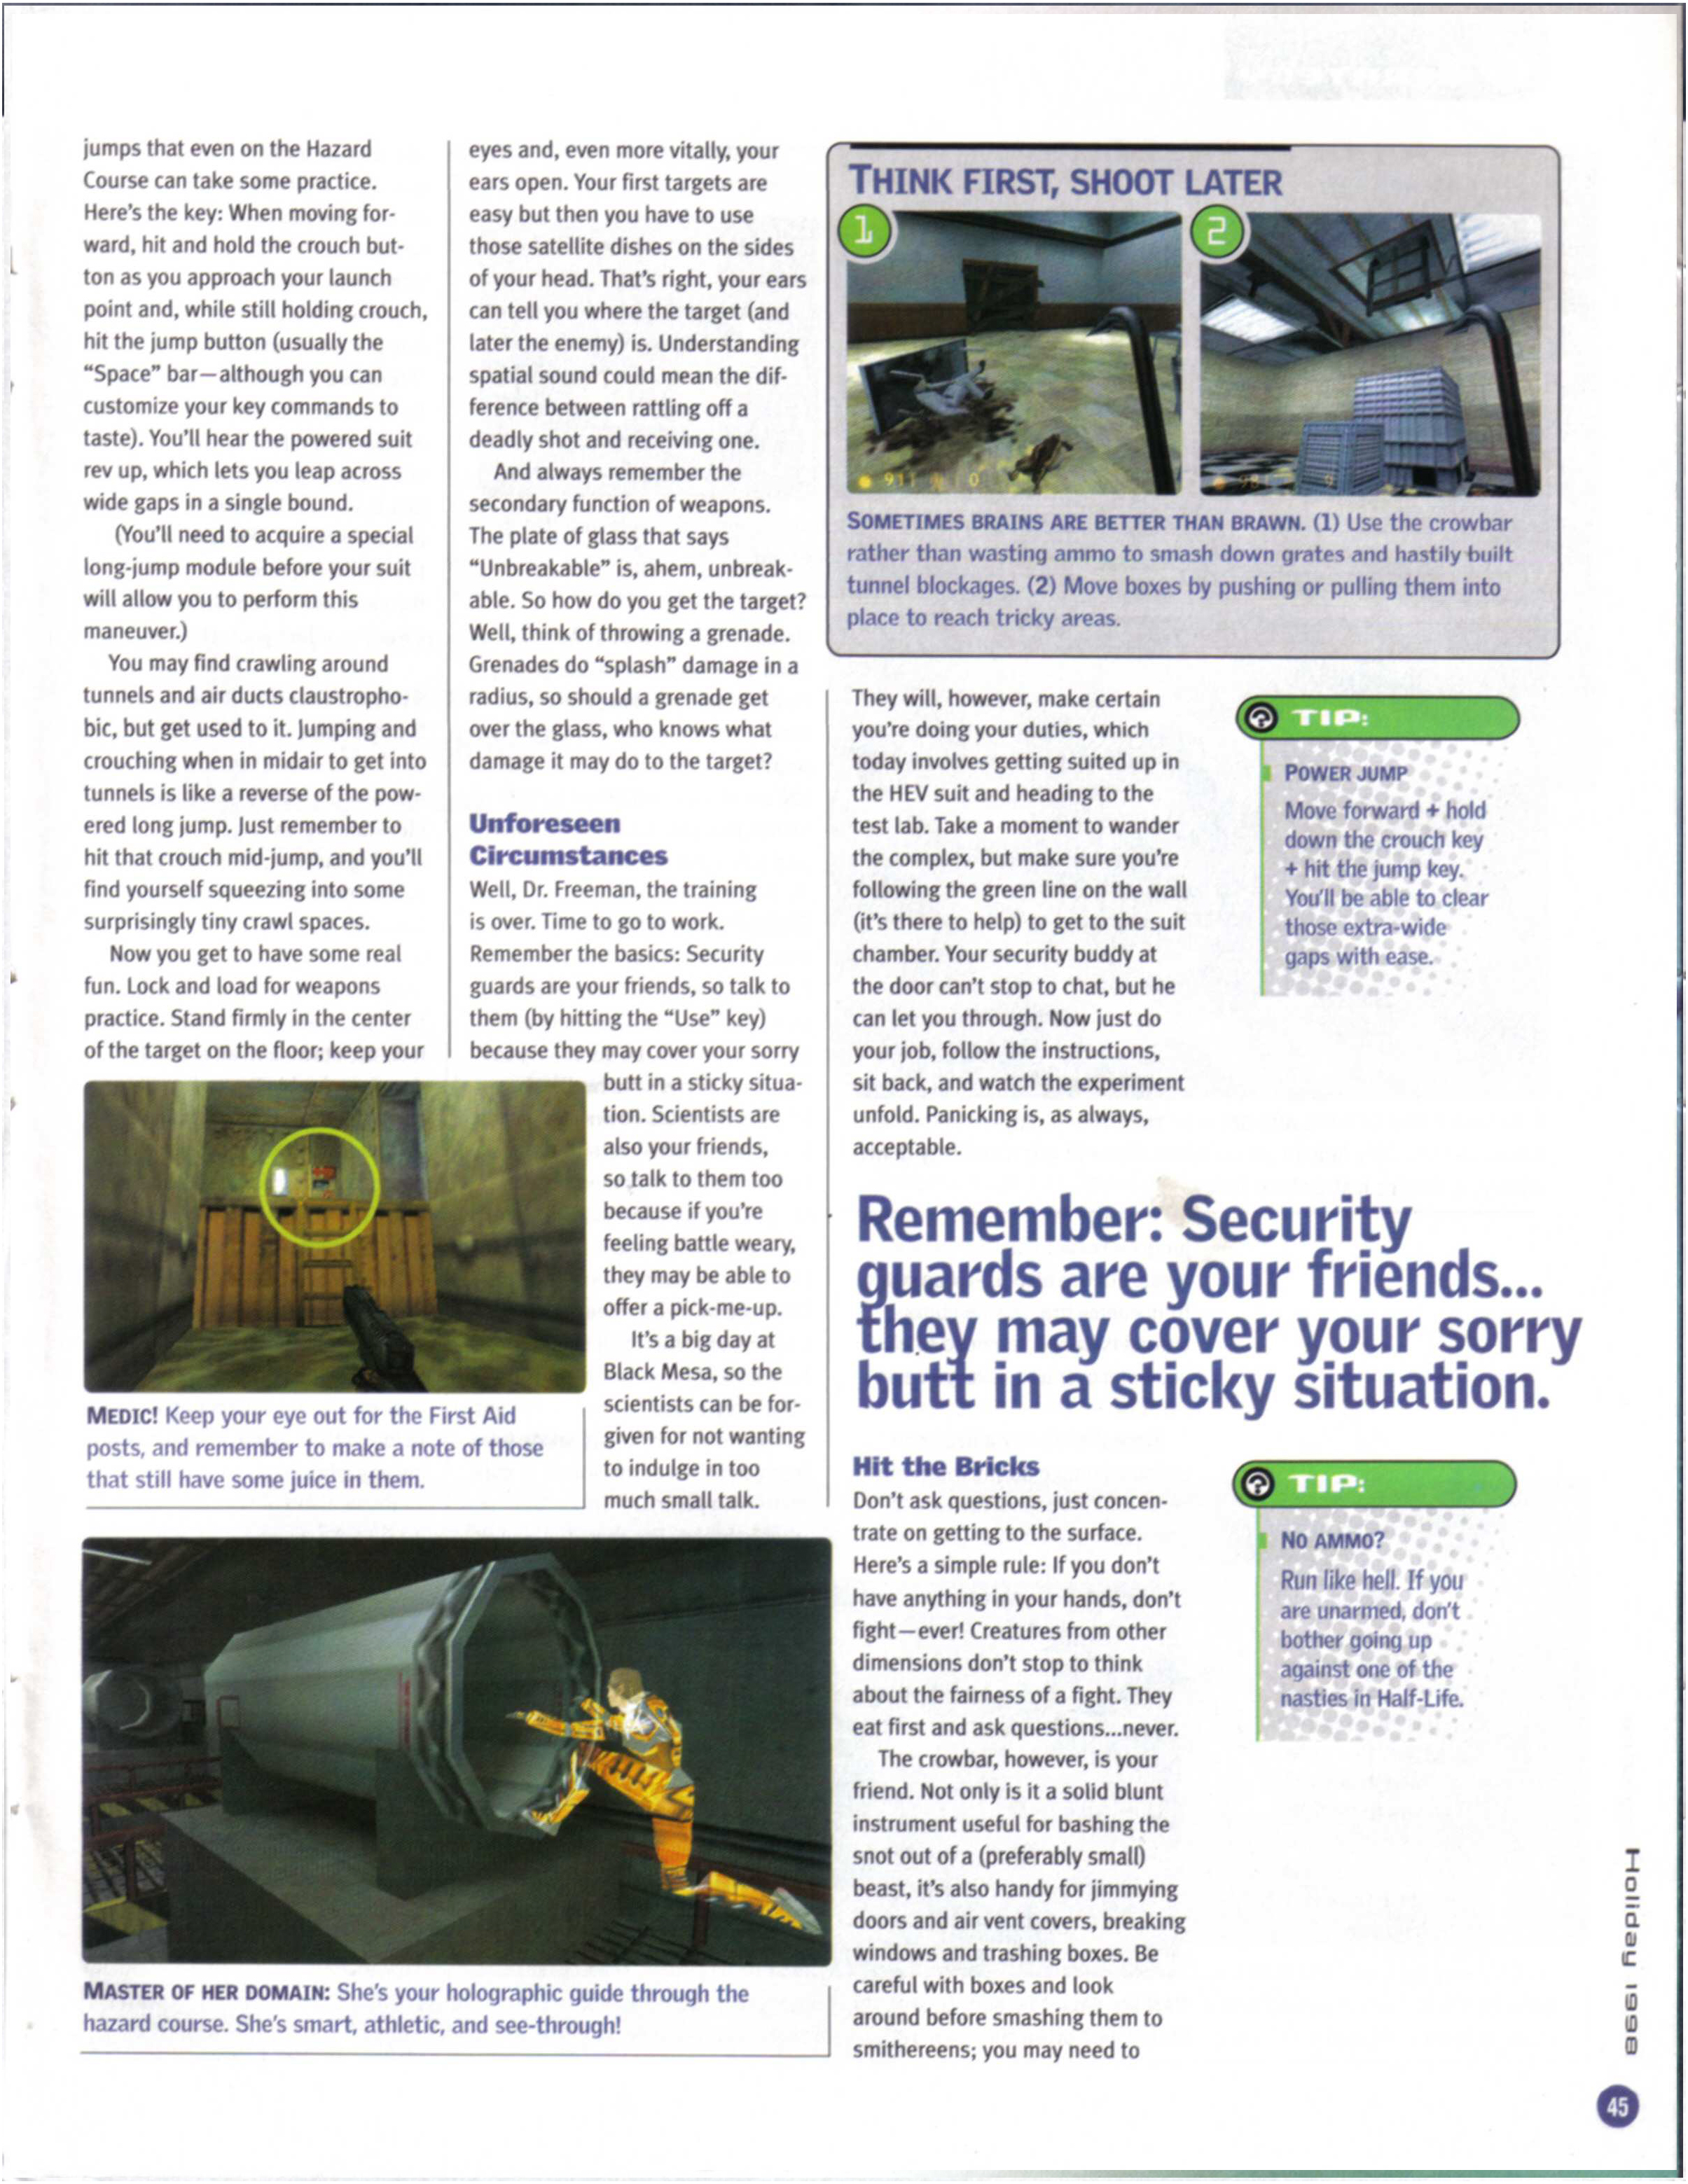 jumps that even on the Hazard
Course can take some practice.
Here's the key: When moving for-
ward, hit and hold the crouch but-
ton as you approach your launch
point and, while still holding crouch,
hit the jump button (usually the
“Space” bar—although you can
customize your key commands to
taste). You'll hear the powered suit
rev up, which lets you leap across
wide gaps in a single bound.
(You'll need to acquire a special
long-jump module before your suit
will allow you to perform this
maneuver.)
You may find crawling around
tunnels and air ducts claustropho-
bic, but get used to it. Jumping and
crouching when in midair to get into
tunnels is like a reverse of the pow-
ered long jump. Just remember to
hit that crouch mid-jump, and you'll
find yourself squeezing into some
surprisingly tiny crawl spaces.
Now you get to have some real
fun. Lock and load for weapons
practice. Stand firmly in the center
of the target on the floor; keep your
MEDIC! Keep your eye out for the First Aid
posts, and remember to make a note of those
that still have some juice in them.
eyes and, even more vitally, your
ears open. Your first targets are
easy but then you have to use
those satellite dishes on the sides
of your head. That's right, your ears
can tell you where the target (and
later the enemy) is. Understanding
spatial sound could mean the dif-
ference between rattling off a
deadly shot and receiving one.
And always remember the
secondary function of weapons.
The plate of glass that says
“Unbreakable” is, ahem, unbreak-
able. So how do you get the target?
Well, think of throwing a grenade.
Grenades do “splash” damage in a
radius, so should a grenade get
over the glass, who knows what
damage it may do to the target?
Unforeseen
Circumstances
Well, Dr. Freeman, the training
is over. Time to go to work.
Remember the basics: Security
guards are your friends, so talk to
them (by hitting the “Use” key)
because they may cover your sorry
butt in a sticky situa-
tion. Scientists are
also your friends,
so talk to them too
because if you're
feeling battle weary,
they may be able to
offer a pick-me-up.
It's a big day at
Black Mesa, so the
scientists can be for-
given for not wanting
to indulge in too
much small talk.
MASTER OF HER DOMAIN: She's your holographic guide through the
hazard course. She's smart, athletic, and see-through!
THINK FIRST, SHOOT LATER
1
2
SOMETIMES BRAINS ARE BETTER THAN BRAWN. (1) Use the crowbar
rather than wasting ammo to smash down grates and hastily built
tunnel blockages. (2) Move boxes by pushing or pulling them into
place to reach tricky areas.
They will, however, make certain
you're doing your duties, which
today involves getting suited up in
the HEV suit and heading to the
test lab. Take a moment to wander
the complex, but make sure you're
following the green line on the wall
(it's there to help) to get to the suit
chamber. Your security buddy at
the door can't stop to chat, but he
can let you through. Now just do
your job, follow the instructions,
sit back, and watch the experiment
unfold. Panicking is, as always,
acceptable.
TIP:
POWER JUMP
Move forward + hold
down the crouch key
+ hit the jump key.
You'll be able to clear
those extra-wide
gaps with ease.
Remember: Security
guards are your friends...
they may cover your sorry
butt in a sticky situation.
Hit the Bricks
Don't ask questions, just concen-
trate on getting to the surface.
Here's a simple rule: If you don't
have anything in your hands, don't
fight—ever! Creatures from other
dimensions don't stop to think
about the fairness of a fight. They
eat first and ask questions...never.
The crowbar, however, is your
friend. Not only is it a solid blunt
instrument useful for bashing the
snot out of a (preferably small)
beast, it's also handy for jimmying
doors and air vent covers, breaking
windows and trashing boxes. Be
careful with boxes and look
around before smashing them to
smithereens; you may need to
TIP:
NO AMMO?
Run like hell. If you
are unarmed, don't
bother going up
against one of the
nasties in Half-Life.
Holiday 1998
45